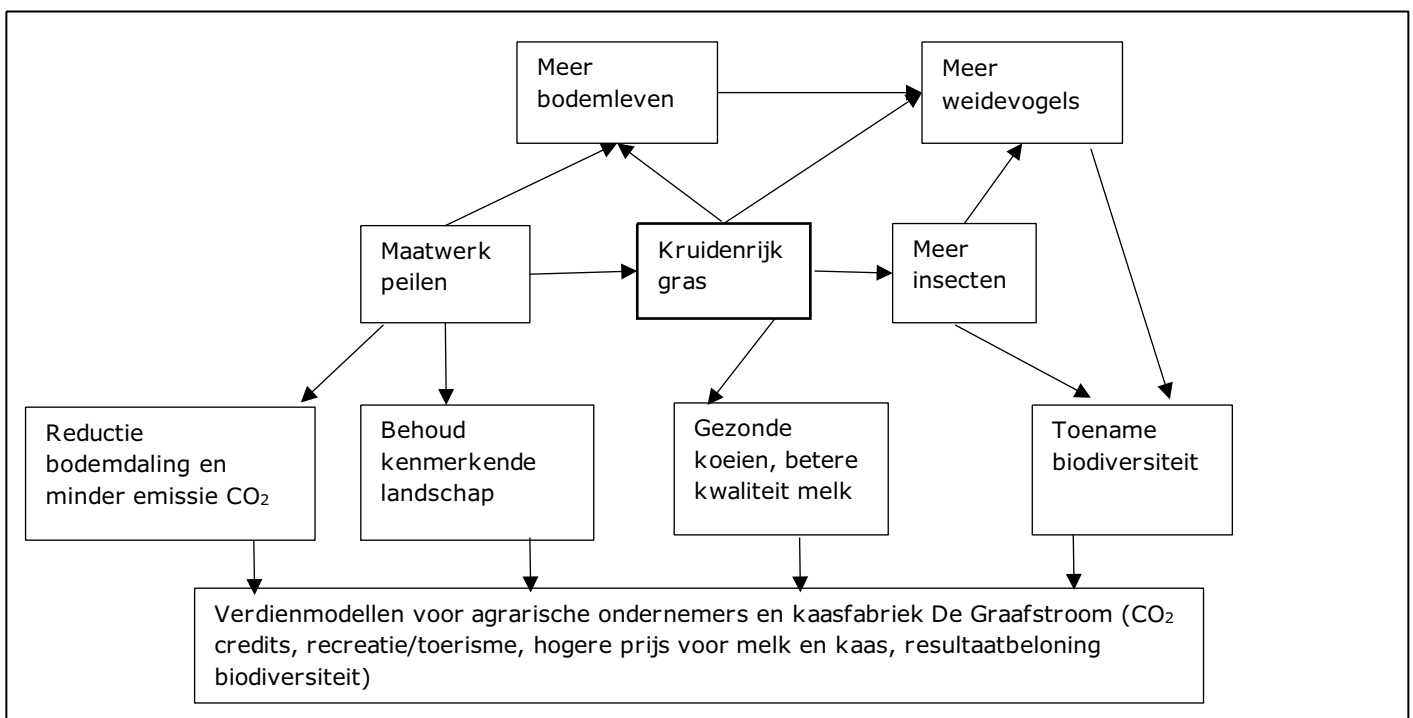 Meer
bodemleven
Meer
weidevogels
Maatwerk
peilen
Kruidenrijk
gras
Meer
insecten
Reductie
bodemdaling en
minder emissie CO₂
Behoud
kenmerkende
landschap
Gezonde
koeien, betere
kwaliteit melk
Toename
biodiversiteit
Verdienmodellen voor agrarische ondernemers en kaasfabriek De Graafstroom (CO₂
credits, recreatie/toerisme, hogere prijs voor melk en kaas, resultaatbeloning
biodiversiteit)